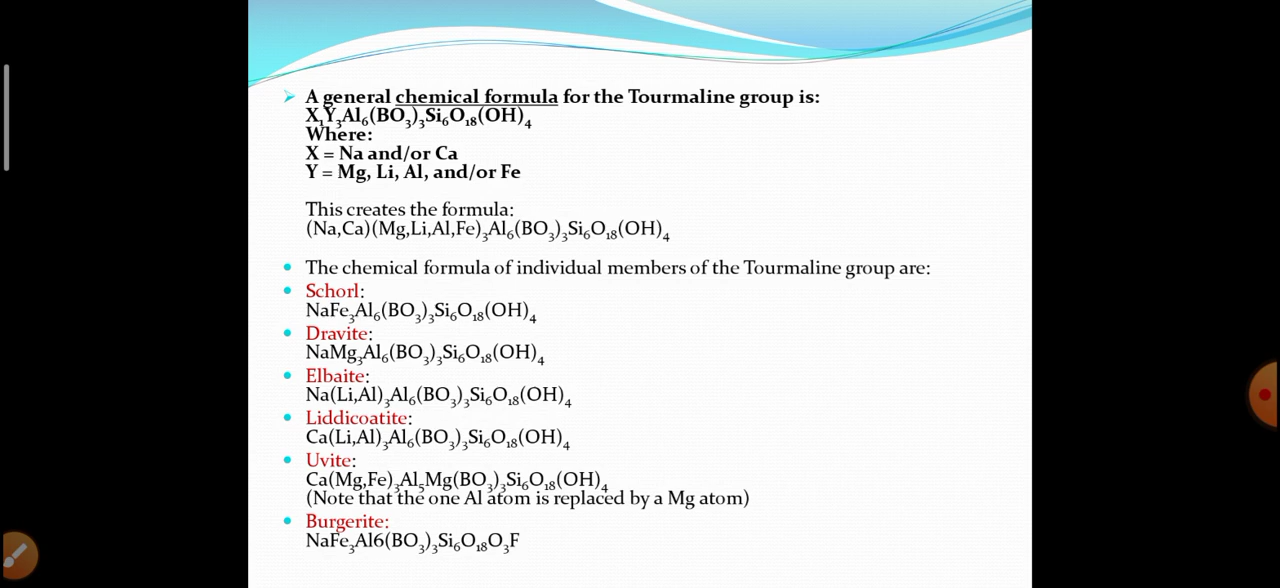 A general chemical formula for the Tourmaline group is:
X₁Y₃Al₆(BO₃)₃Si₆O₁₈(OH)₄
Where:
X = Na and/or Ca
Y = Mg, Li, Al, and/or Fe
This creates the formula:
(Na,Ca)(Mg,Li,Al,Fe)₃Al₆(BO₃)₃Si₆O₁₈(OH)₄
The chemical formula of individual members of the Tourmaline group are:
Schorl:
NaFe₃Al₆(BO₃)₃Si₆O₁₈(OH)₄
Dravite:
NaMg₃Al₆(BO₃)₃Si₆O₁₈(OH)₄
Elbaite:
Na(Li,Al)₃Al₆(BO₃)₃Si₆O₁₈(OH)₄
Liddicoatite:
Ca(Li,Al)₃Al₆(BO₃)₃Si₆O₁₈(OH)₄
Uvite:
Ca(Mg,Fe)₃Al₅Mg(BO₃)₃Si₆O₁₈(OH)₄
(Note that the one Al atom is replaced by a Mg atom)
Burgerite:
NaFe₃Al6(BO₃)₃Si₆O₁₈O₃F